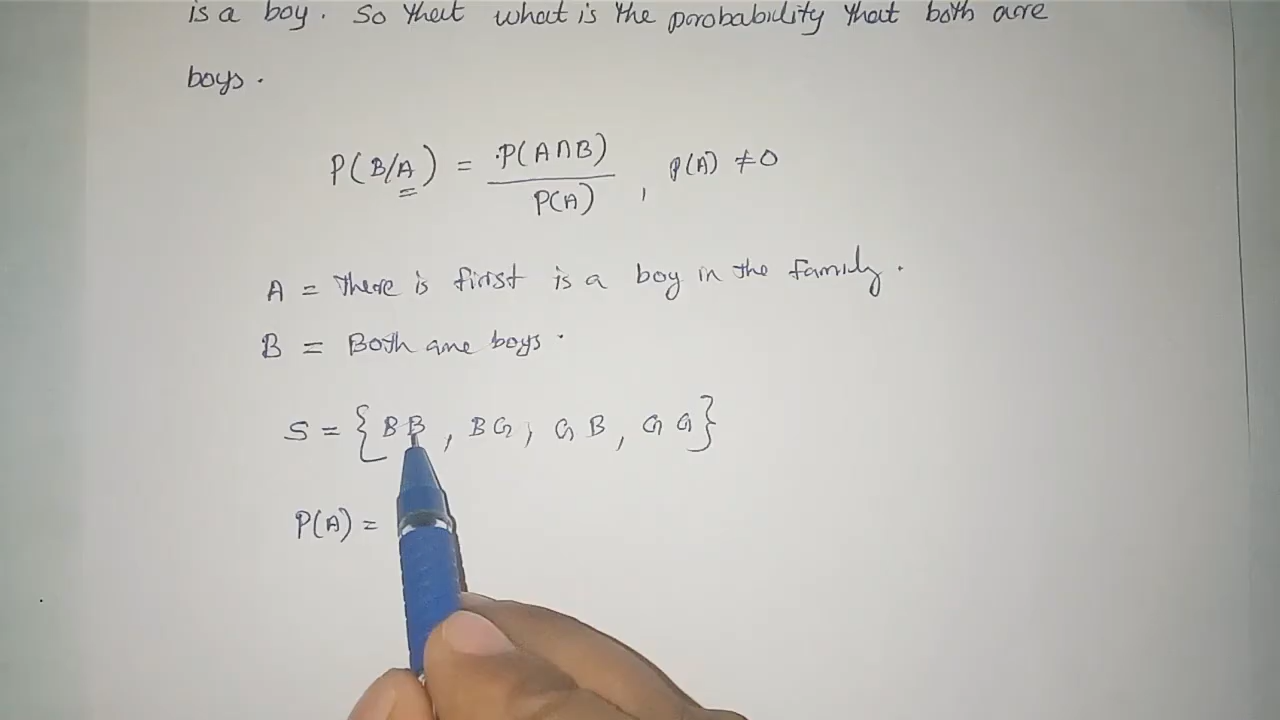 is a boy. So that what is the probability that both are
boys.
P(B/A) = P(A∩B) / P(A) , P(A) ≠ 0
A = There is first is a boy in the family.
B = Both are boys.
S = {BB, BG, GB, GG}
P(A) =